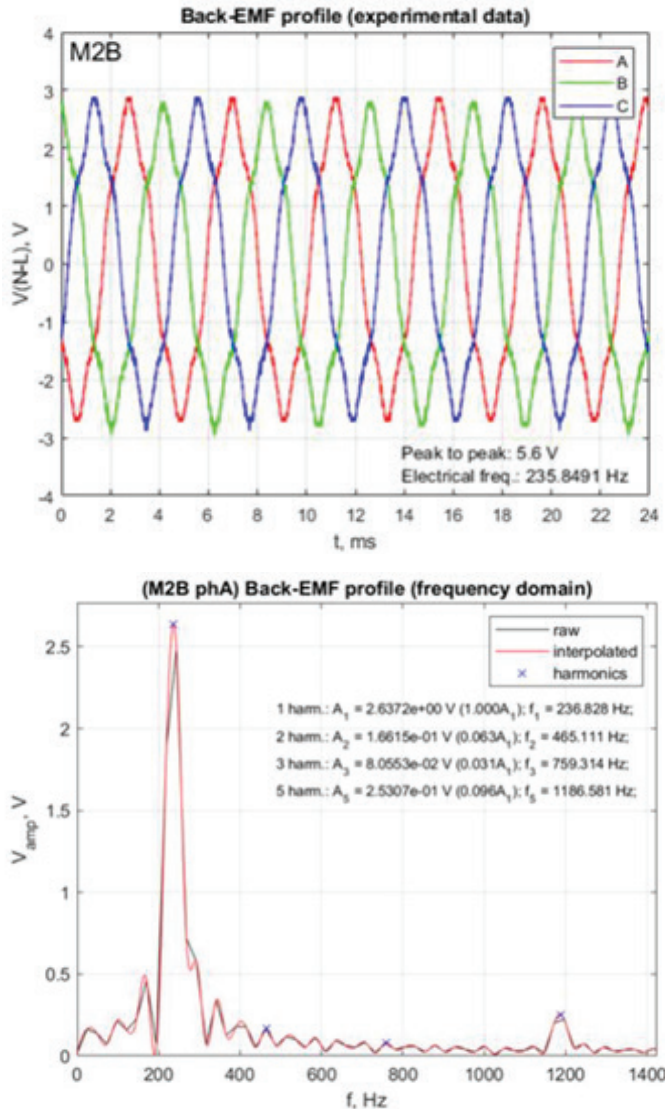 Back-EMF profile (experimental data)
M2B
A
B
C
4
3
2
1
0
-1
-2
-3
-4
V(N-L), V
Peak to peak: 5.6 V
Electrical freq.: 235.8491 Hz
0 2 4 6 8 10 12 14 16 18 20 22 24
t, ms
(M2B phA) Back-EMF profile (frequency domain)
raw
interpolated
harmonics
1 harm.: A₁ = 2.6372e+00 V (1.000A₁); f₁ = 236.828 Hz;
2 harm.: A₂ = 1.6615e-01 V (0.063A₁); f₂ = 465.111 Hz;
3 harm.: A₃ = 8.0553e-02 V (0.031A₁); f₃ = 759.314 Hz;
5 harm.: A₅ = 2.5307e-01 V (0.096A₁); f₅ = 1186.581 Hz;
2.5
2
1.5
1
0.5
0
V_amp, V
0 200 400 600 800 1000 1200 1400
f, Hz